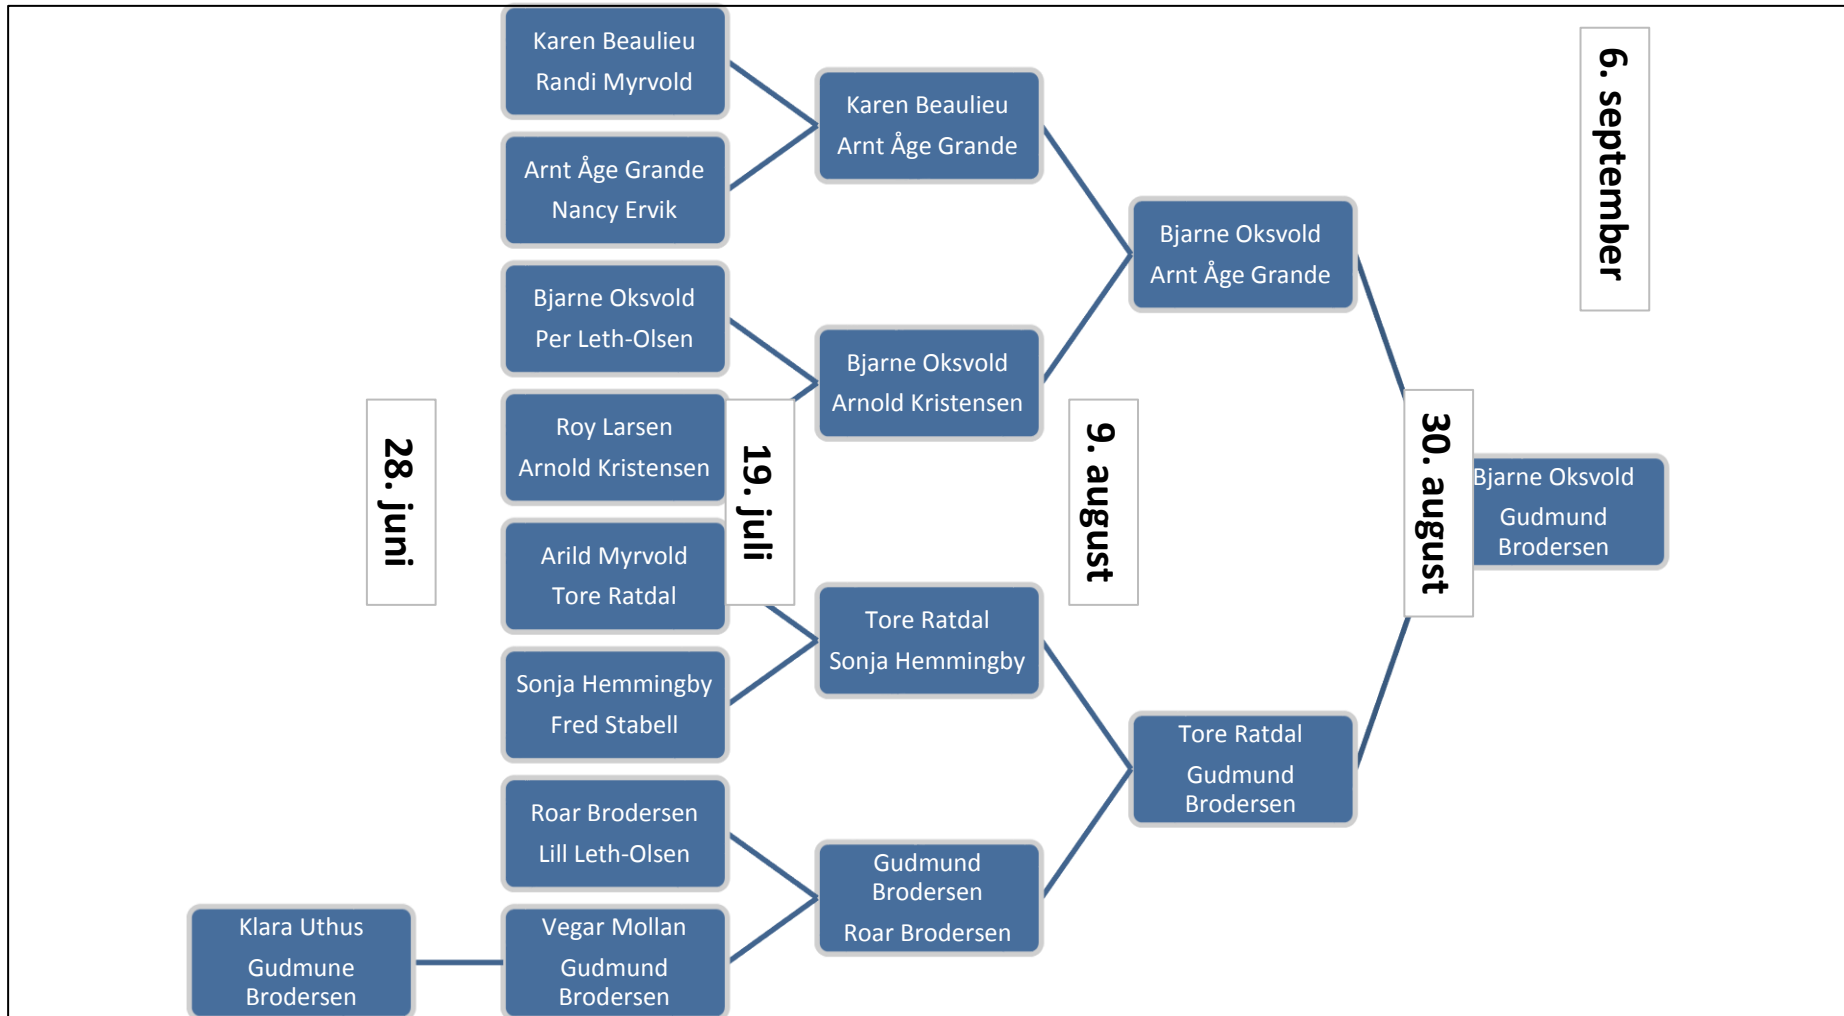 Karen Beaulieu
Randi Myrvold
Arnt Åge Grande
Nancy Ervik
Bjarne Oksvold
Per Leth-Olsen
Roy Larsen
Arnold Kristensen
Arild Myrvold
Tore Ratdal
Sonja Hemmingby
Fred Stabell
Roar Brodersen
Lill Leth-Olsen
Klara Uthus
Gudmune
Brodersen
Vegar Mollan
Gudmund
Brodersen
Karen Beaulieu
Arnt Åge Grande
Bjarne Oksvold
Arnold Kristensen
Tore Ratdal
Sonja Hemmingby
Gudmund
Brodersen
Roar Brodersen
Bjarne Oksvold
Arnt Åge Grande
Tore Ratdal
Gudmund
Brodersen
Bjarne Oksvold
Gudmund
Brodersen
28. juni
19. juli
9. august
30. august
6. september